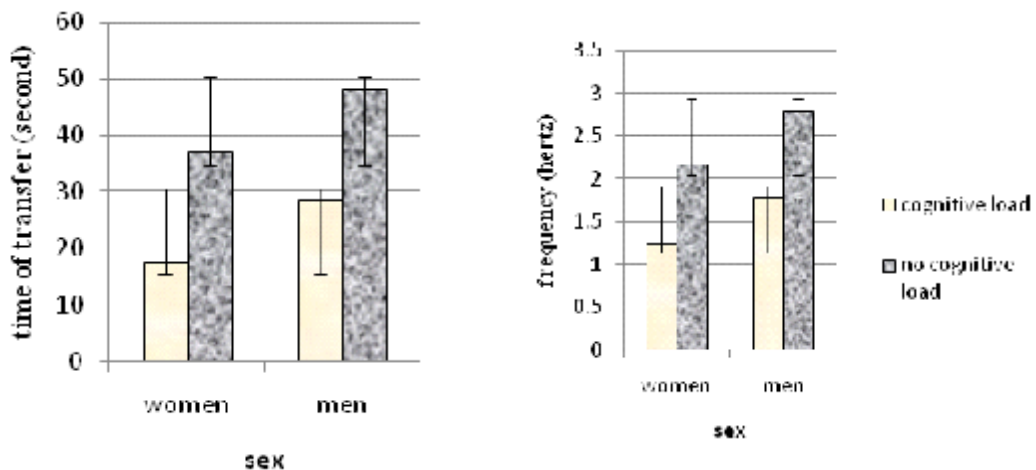 time of transfer (second)
60
50
40
30
20
10
0
women
men
sex
frequency (hertz)
3.5
3
2.5
2
1.5
1
0.5
0
women
men
sex
cognitive load
no cognitive
load